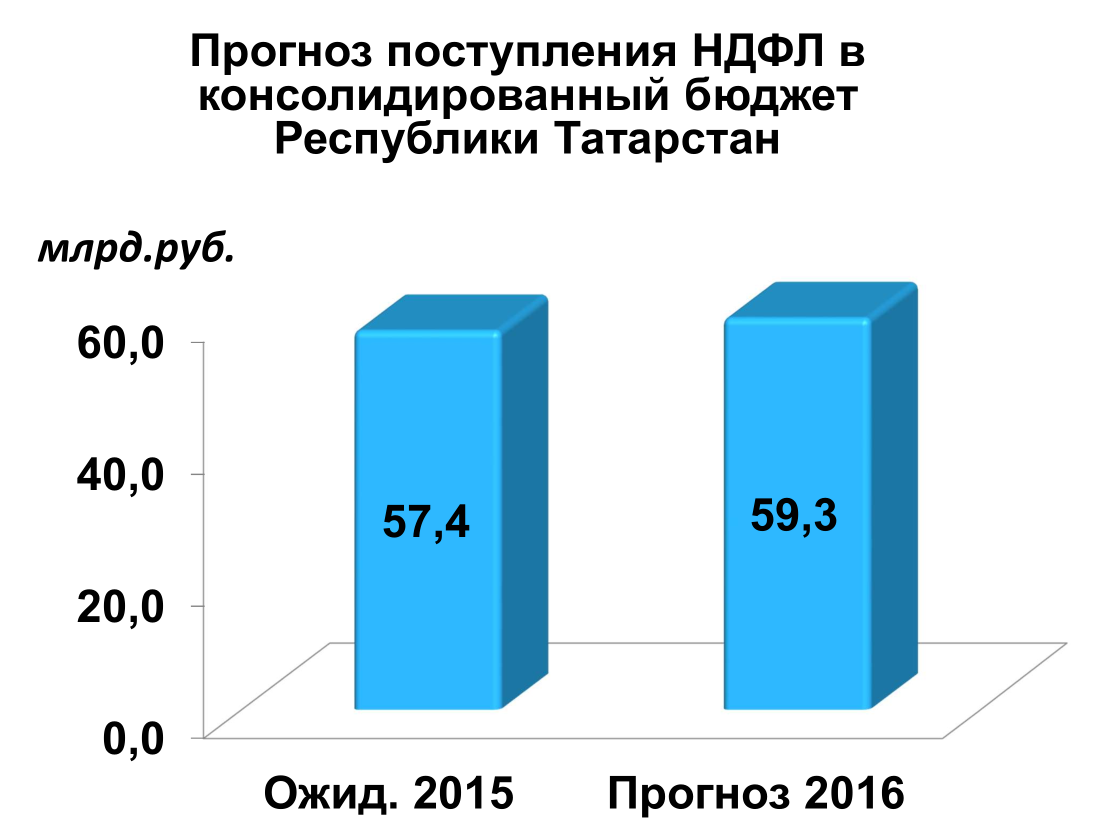 Прогноз поступления НДФЛ в
консолидированный бюджет
Республики Татарстан
млрд.руб.
60,0
40,0
20,0
0,0
57,4
59,3
Ожид. 2015
Прогноз 2016